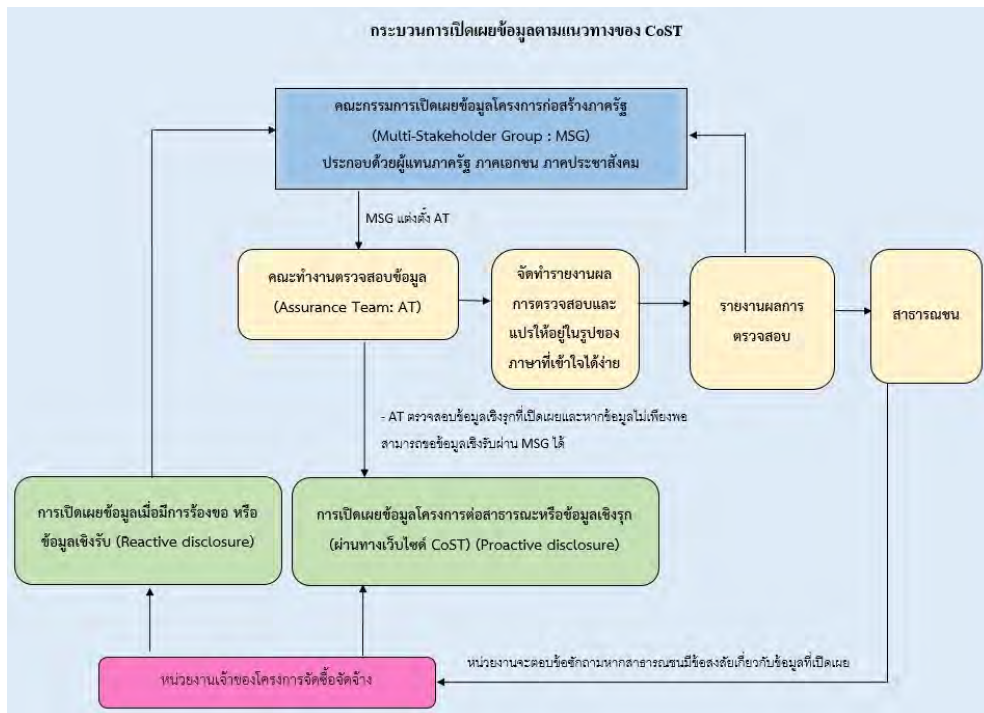 กระบวนการเปิดเผยข้อมูลตามแนวทางของ CoST
คณะกรรมการเปิดเผยข้อมูลโครงการก่อสร้างภาครัฐ
(Multi-Stakeholder Group : MSG)
ประกอบด้วยผู้แทนภาครัฐ ภาคเอกชน ภาคประชาสังคม
MSG แต่งตั้ง AT
คณะทำงานตรวจสอบข้อมูล
(Assurance Team: AT)
จัดทำรายงานผล
การตรวจสอบและ
แปรให้อยู่ในรูปของ
ภาษาที่เข้าใจได้ง่าย
รายงานผลการ
ตรวจสอบ
สาธารณชน
- AT ตรวจสอบข้อมูลเชิงรุกที่เปิดเผยและหากข้อมูลไม่เพียงพอ
สามารถขอข้อมูลเชิงรับผ่าน MSG ได้
การเปิดเผยข้อมูลเมื่อมีการร้องขอ หรือ
ข้อมูลเชิงรับ (Reactive disclosure)
การเปิดเผยข้อมูลโครงการต่อสาธารณะหรือข้อมูลเชิงรุก
(ผ่านทางเว็บไซต์ CoST) (Proactive disclosure)
หน่วยงานจะตอบข้อซักถามหากสาธารณชนมีข้อสงสัยเกี่ยวกับข้อมูลที่เปิดเผย
หน่วยงานเจ้าของโครงการจัดซื้อจัดจ้าง